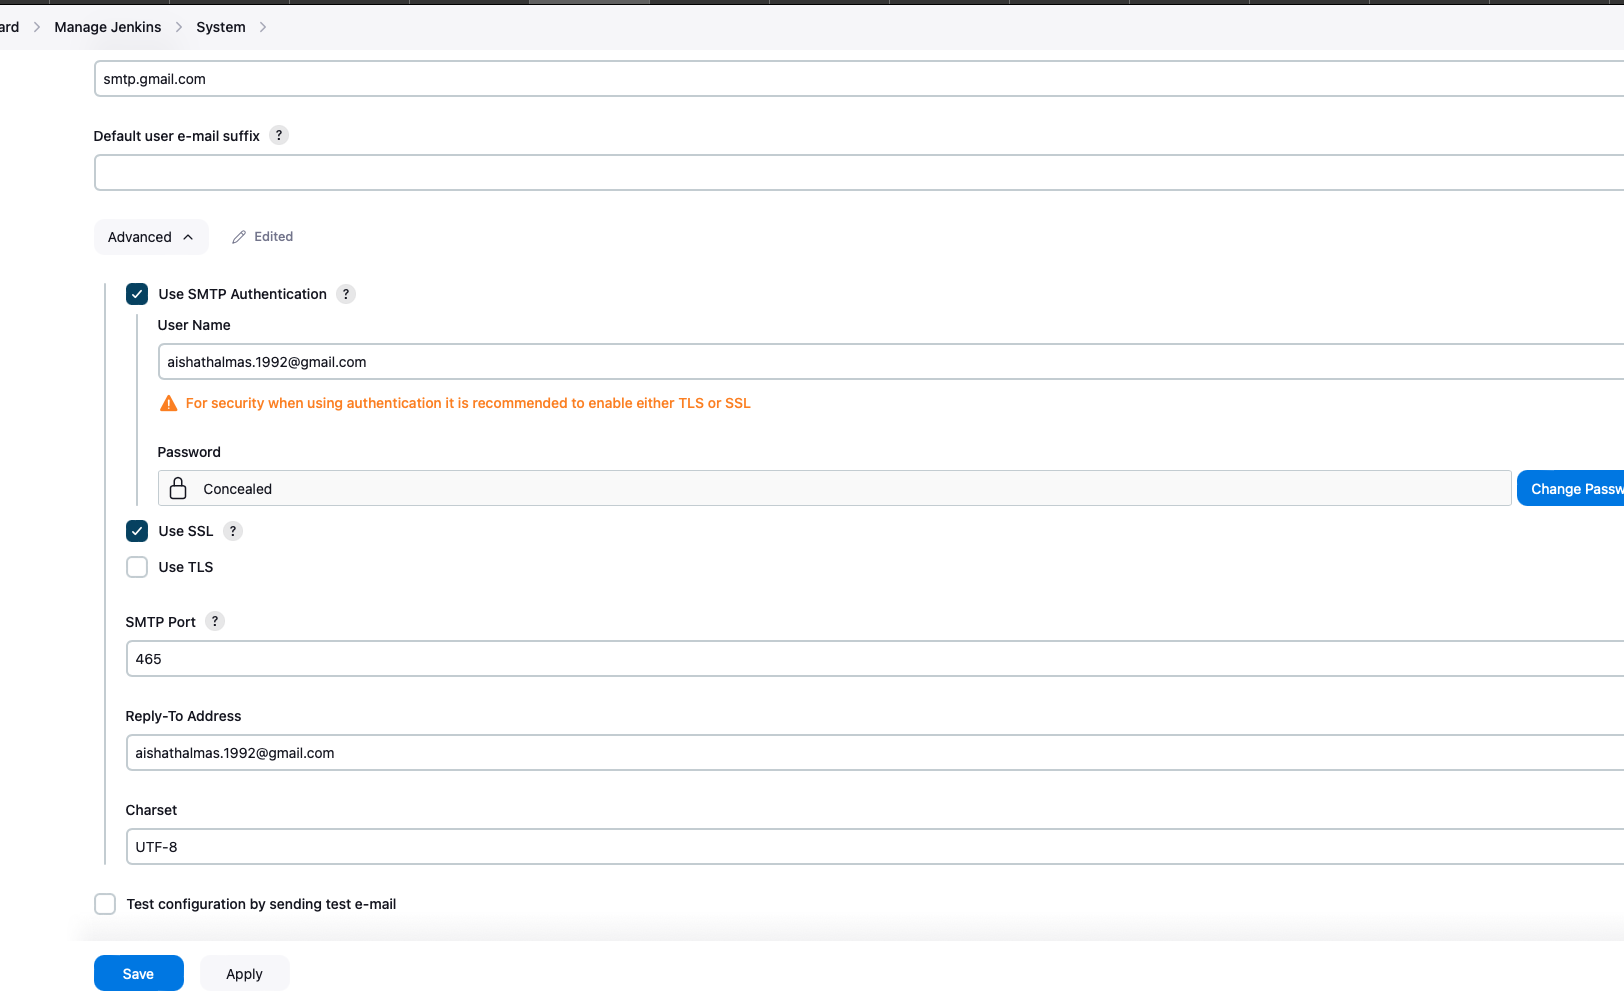 ard > Manage Jenkins > System >
smtp.gmail.com
Default user e-mail suffix ?
Advanced Edited
Use SMTP Authentication ?
User Name
aishathalmas.1992@gmail.com
For security when using authentication it is recommended to enable either TLS or SSL
Password
Concealed Change Passw
Use SSL ?
Use TLS
SMTP Port ?
465
Reply-To Address
aishathalmas.1992@gmail.com
Charset
UTF-8
Test configuration by sending test e-mail
Save Apply